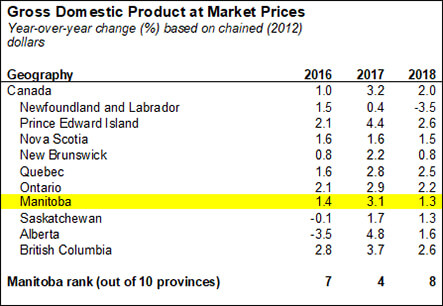 Gross Domestic Product at Market Prices
Year-over-year change (%) based on chained (2012)
dollars
Geography 2016 2017 2018
Canada 1.0 3.2 2.0
Newfoundland and Labrador 1.5 0.4 -3.5
Prince Edward Island 2.1 4.4 2.6
Nova Scotia 1.6 1.6 1.5
New Brunswick 0.8 2.2 0.8
Quebec 1.6 2.8 2.5
Ontario 2.1 2.9 2.2
Manitoba 1.4 3.1 1.3
Saskatchewan -0.1 1.7 1.3
Alberta -3.5 4.8 1.6
British Columbia 2.8 3.7 2.6
Manitoba rank (out of 10 provinces) 7 4 8